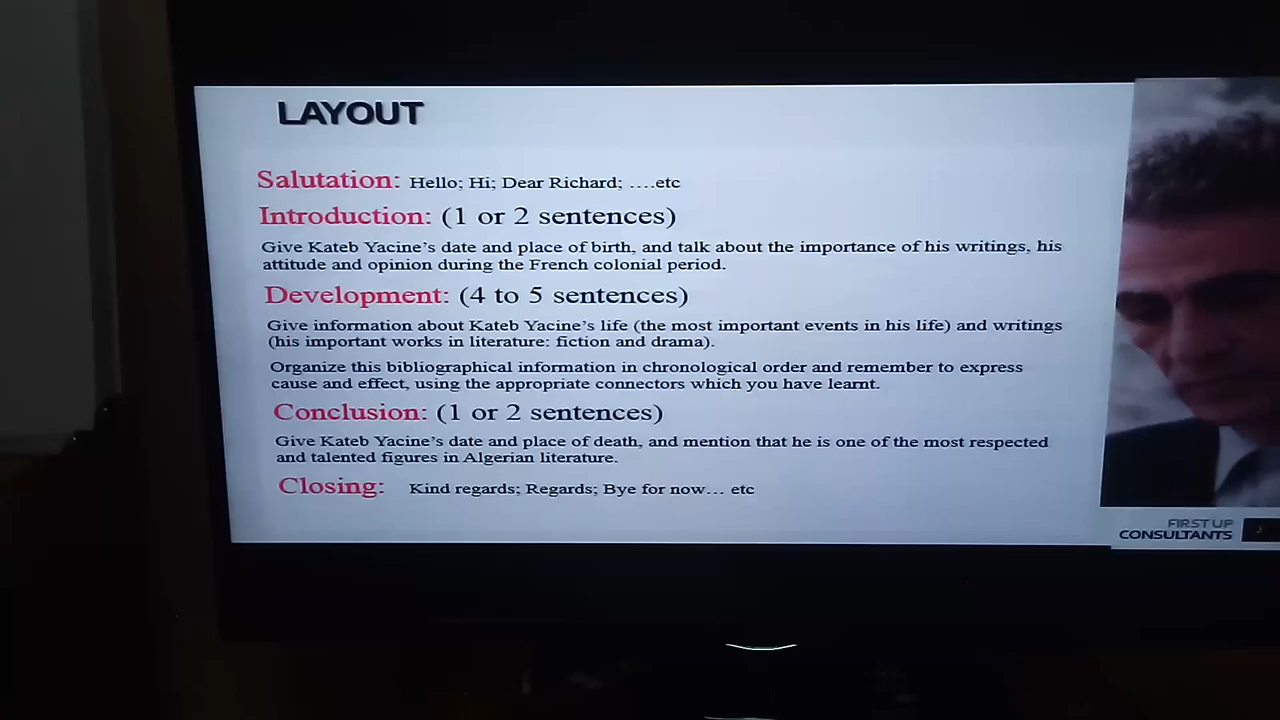 LAYOUT
Salutation: Hello; Hi; Dear Richard; ....etc
Introduction: (1 or 2 sentences)
Give Kateb Yacine's date and place of birth, and talk about the importance of his writings, his
attitude and opinion during the French colonial period.
Development: (4 to 5 sentences)
Give information about Kateb Yacine's life (the most important events in his life) and writings
(his important works in literature: fiction and drama).
Organize this bibliographical information in chronological order and remember to express
cause and effect, using the appropriate connectors which you have learnt.
Conclusion: (1 or 2 sentences)
Give Kateb Yacine's date and place of death, and mention that he is one of the most respected
and talented figures in Algerian literature.
Closing: Kind regards; Regards; Bye for now... etc
FIRST UP
CONSULTANTS